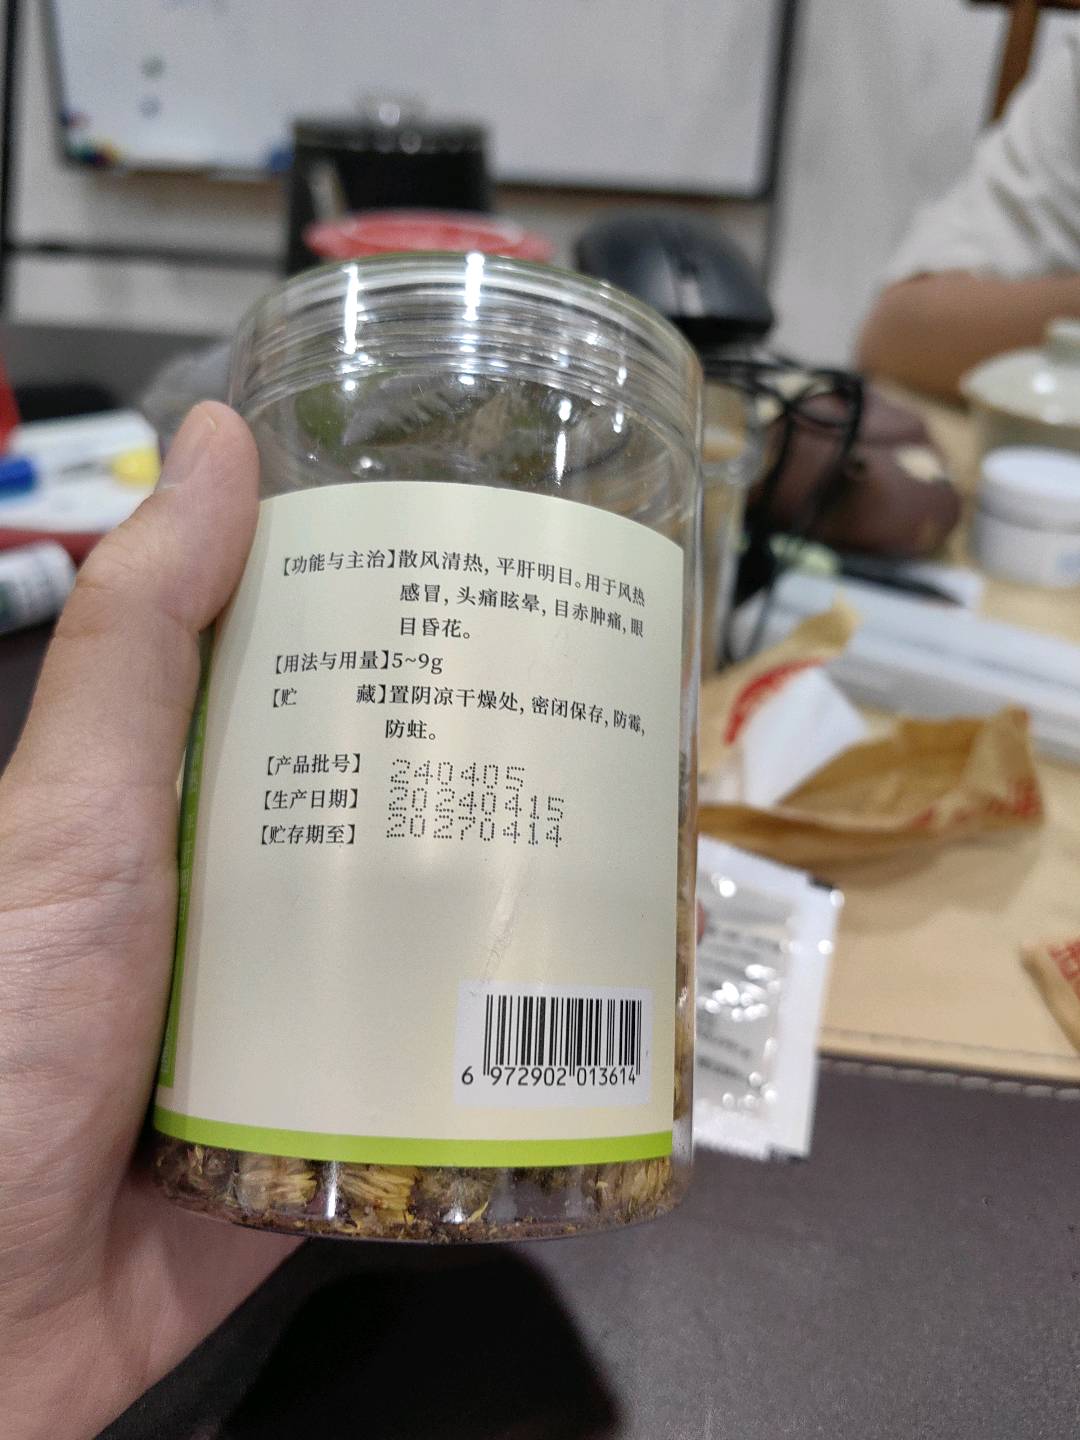 【功能与主治】散风清热，平肝明目。用于风热
感冒，头痛眩晕，目赤肿痛，眼
目昏花。
【用法与用量】5~9g
【贮 藏】置阴凉干燥处，密闭保存，防霉，
防蛀。
【产品批号】 240405
【生产日期】 20240415
【贮存期至】 20270414
6 972902 013614